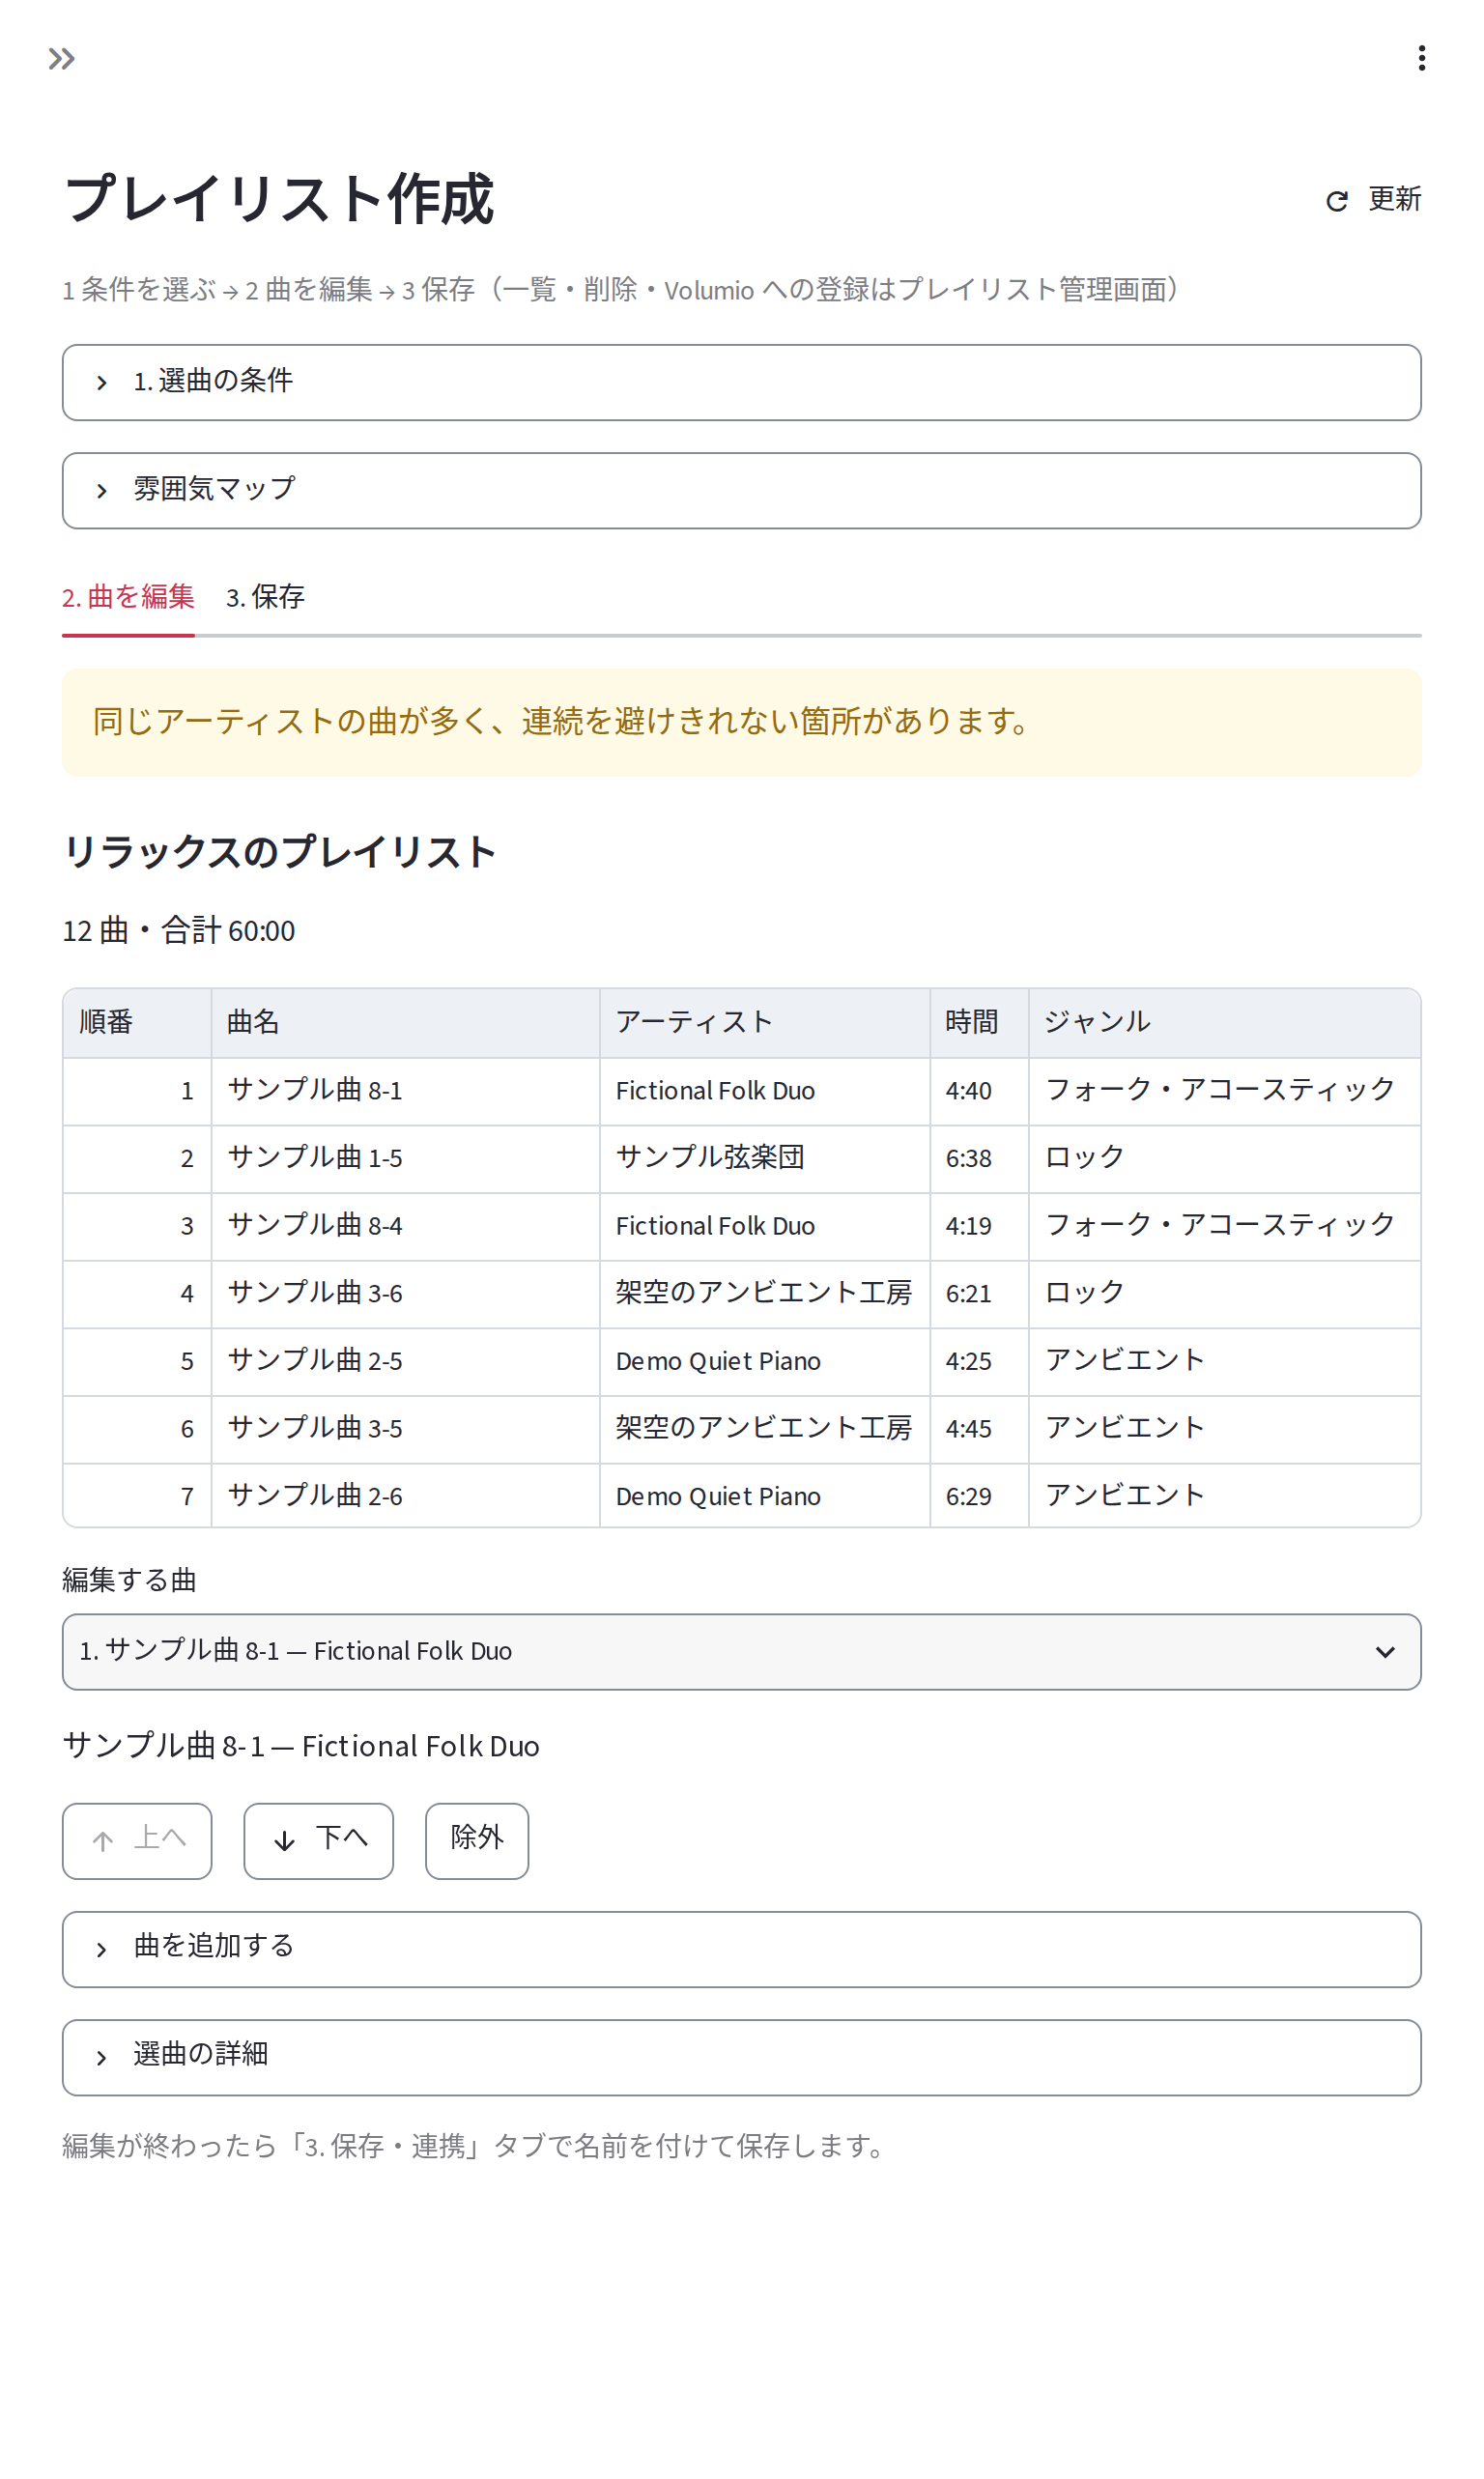 プレイリスト作成
更新
1 条件を選ぶ → 2 曲を編集 → 3 保存（一覧・削除・Volumio への登録はプレイリスト管理画面）
1. 選曲の条件
雰囲気マップ
2. 曲を編集 3. 保存
同じアーティストの曲が多く、連続を避けきれない箇所があります。
リラックスのプレイリスト
12 曲・合計 60:00
順番 曲名 アーティスト 時間 ジャンル
1 サンプル曲 8-1 Fictional Folk Duo 4:40 フォーク・アコースティック
2 サンプル曲 1-5 サンプル弦楽団 6:38 ロック
3 サンプル曲 8-4 Fictional Folk Duo 4:19 フォーク・アコースティック
4 サンプル曲 3-6 架空のアンビエント工房 6:21 ロック
5 サンプル曲 2-5 Demo Quiet Piano 4:25 アンビエント
6 サンプル曲 3-5 架空のアンビエント工房 4:45 アンビエント
7 サンプル曲 2-6 Demo Quiet Piano 6:29 アンビエント
編集する曲
1. サンプル曲 8-1 — Fictional Folk Duo
サンプル曲 8-1 — Fictional Folk Duo
↑ 上へ ↓ 下へ 除外
曲を追加する
選曲の詳細
編集が終わったら「3. 保存・連携」タブで名前を付けて保存します。